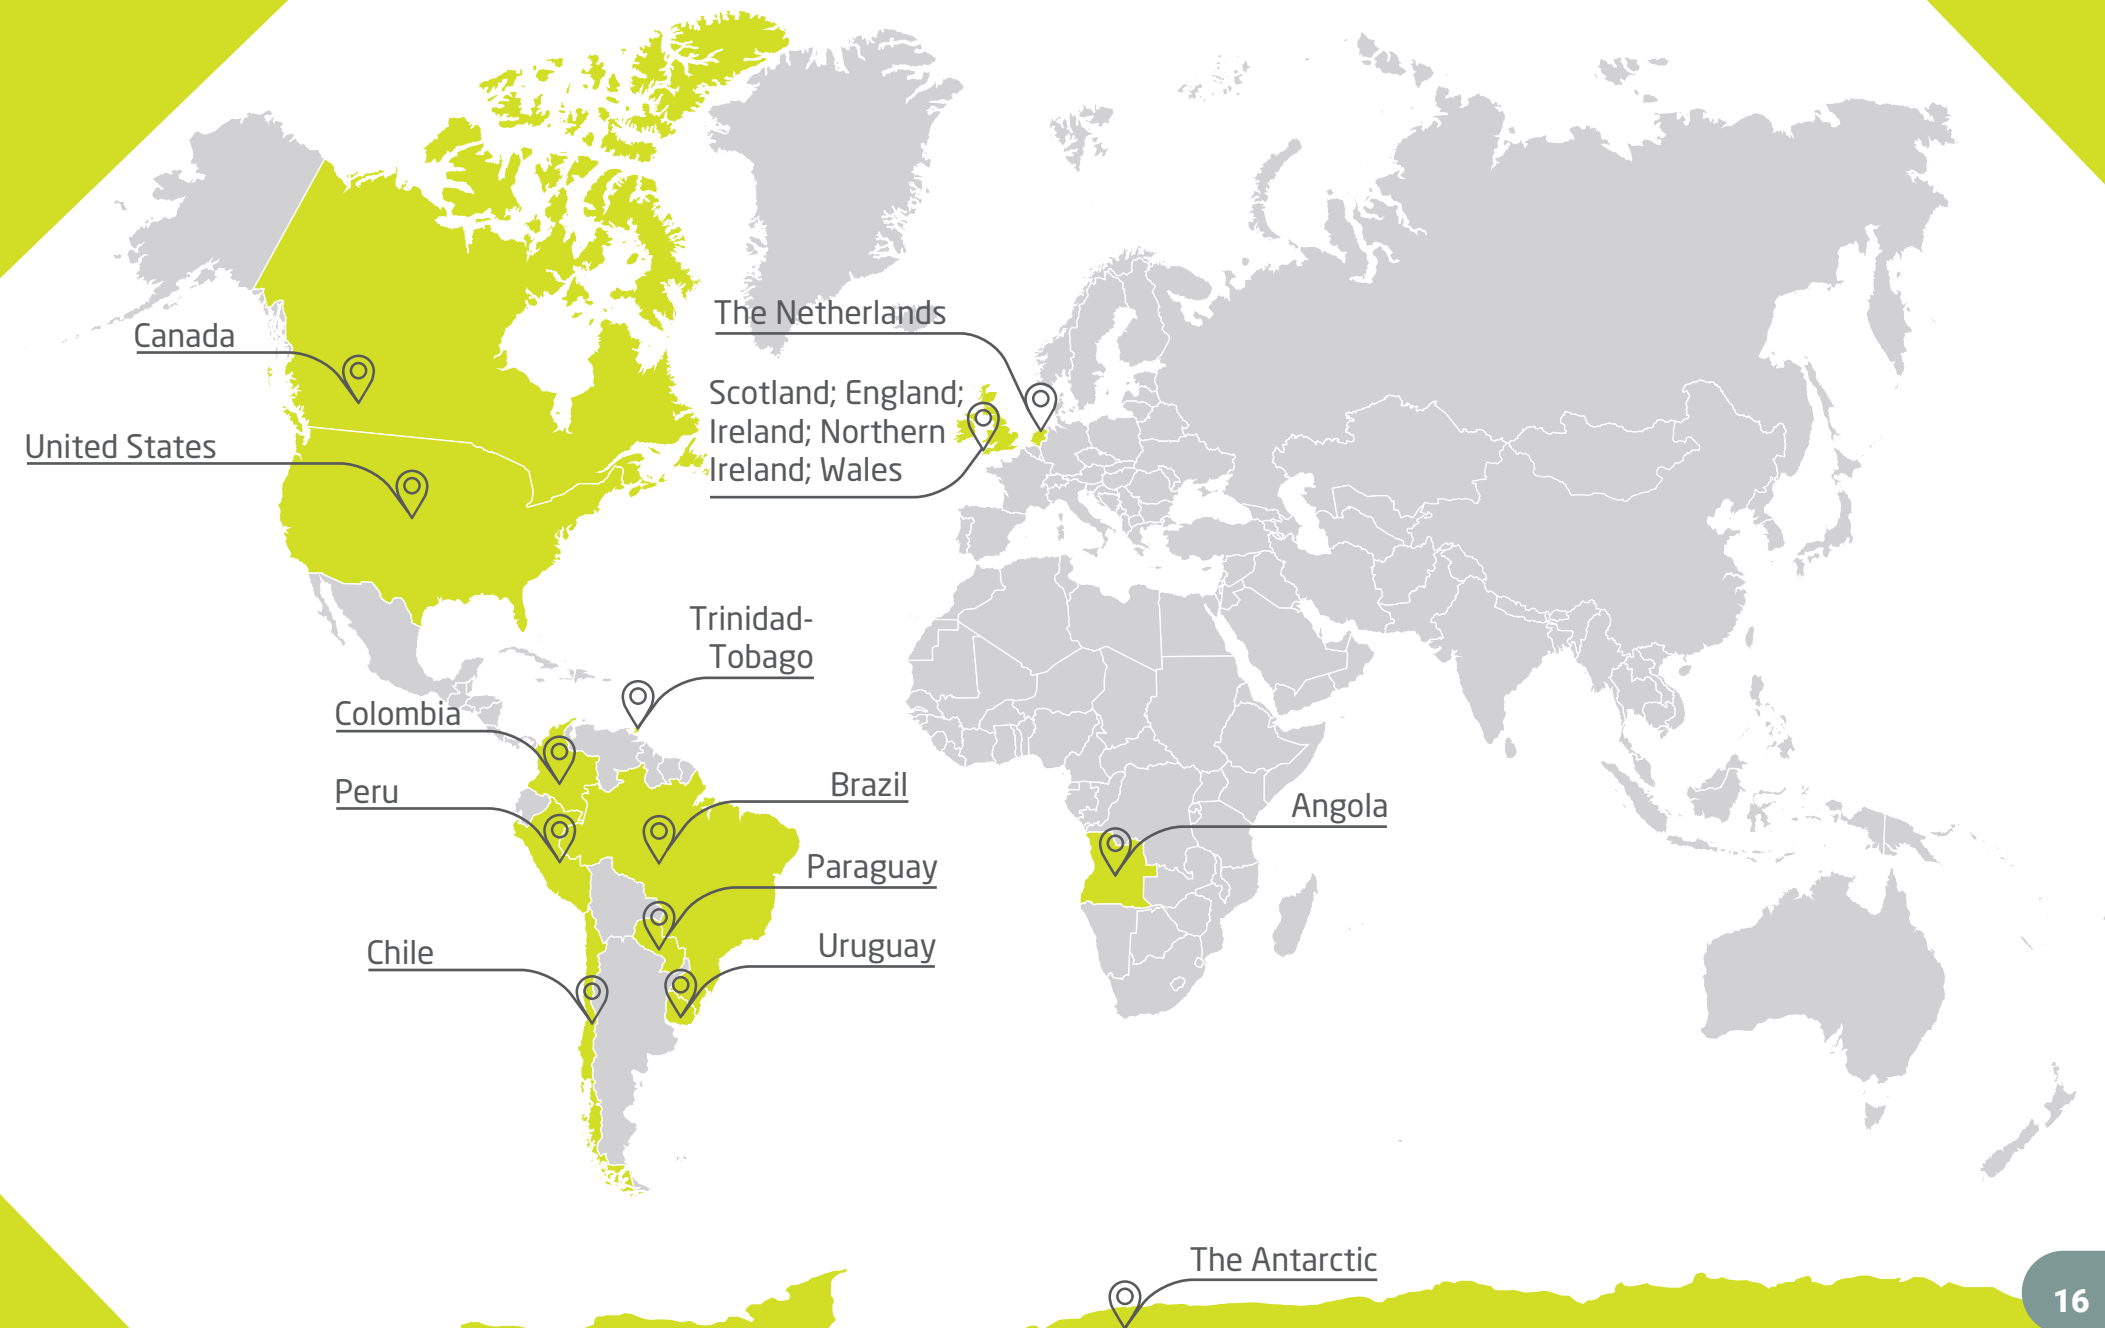 The Netherlands
Canada
Scotland; England;
Ireland; Northern
Ireland; Wales
United States
Trinidad-
Tobago
Colombia
Peru
Brazil
Angola
Paraguay
Chile
Uruguay
The Antarctic
16